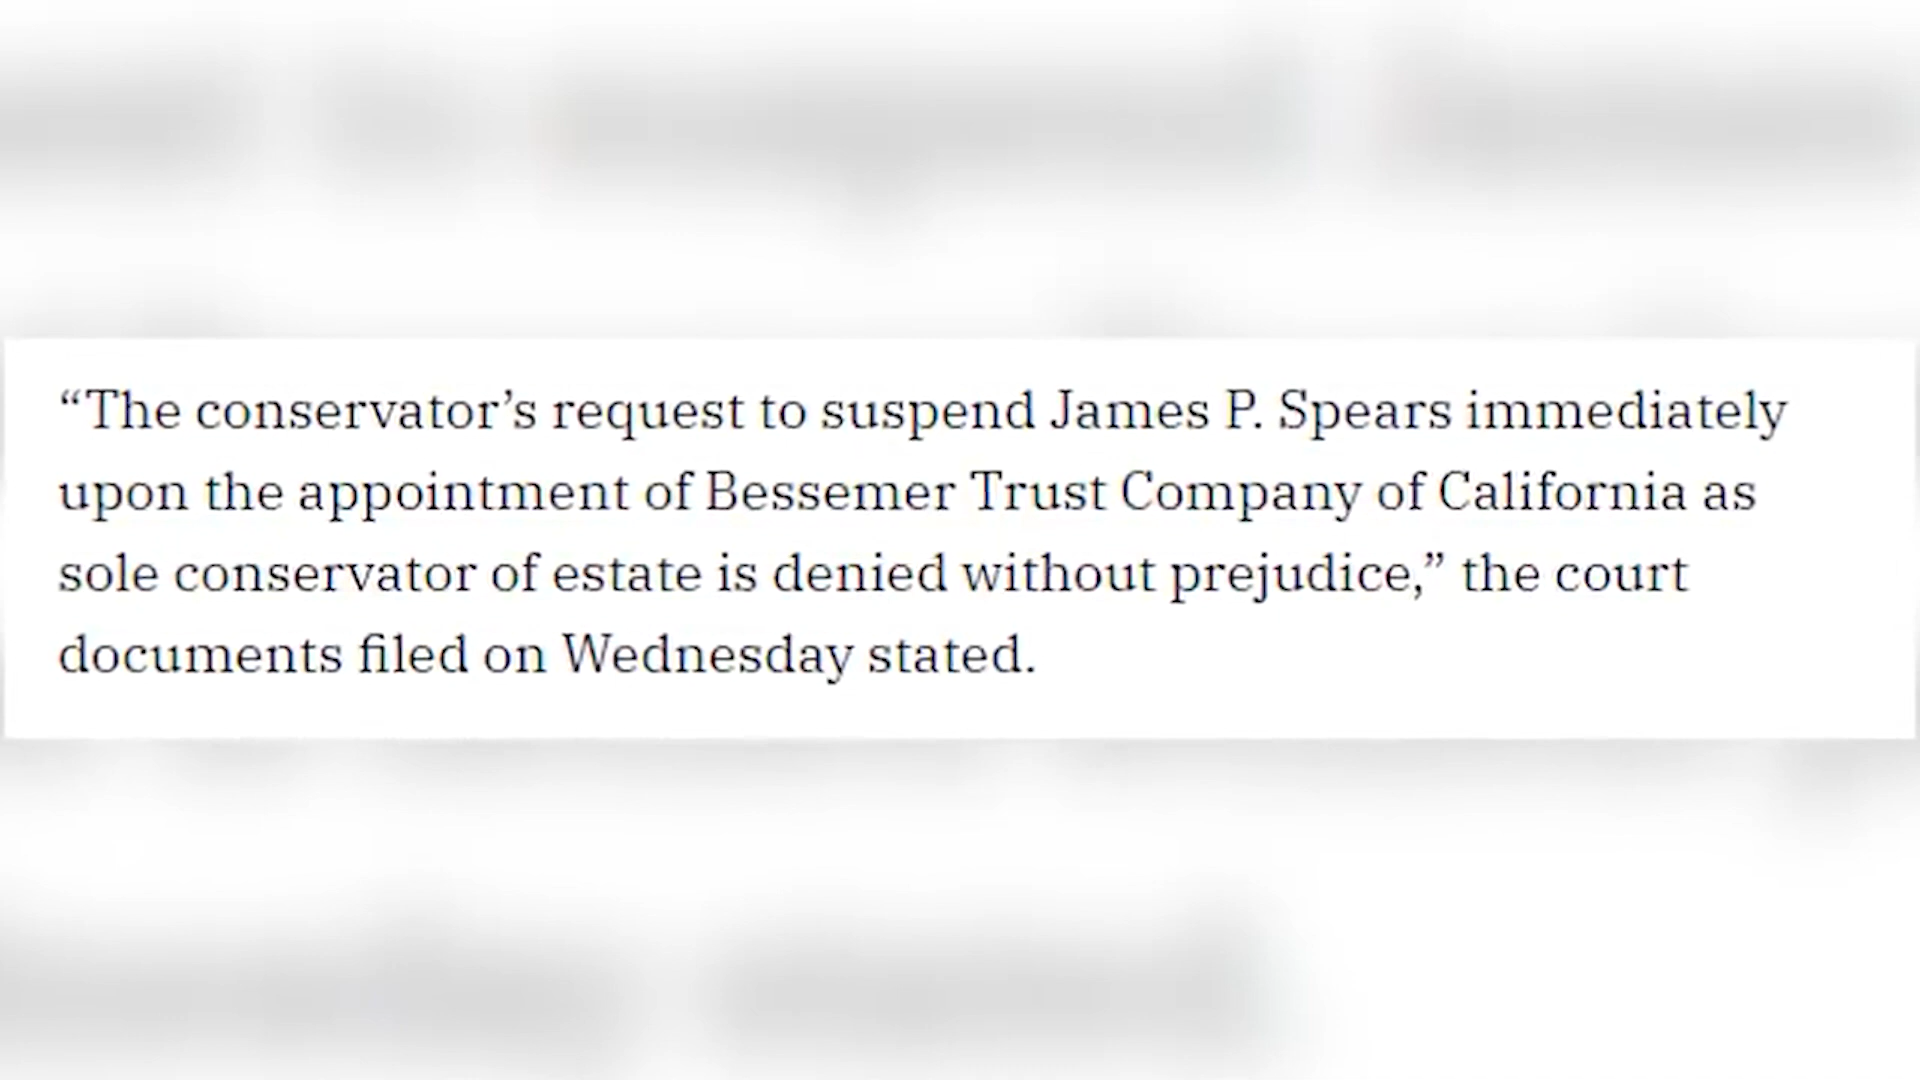 “The conservator’s request to suspend James P. Spears immediately
upon the appointment of Bessemer Trust Company of California as
sole conservator of estate is denied without prejudice,” the court
documents filed on Wednesday stated.